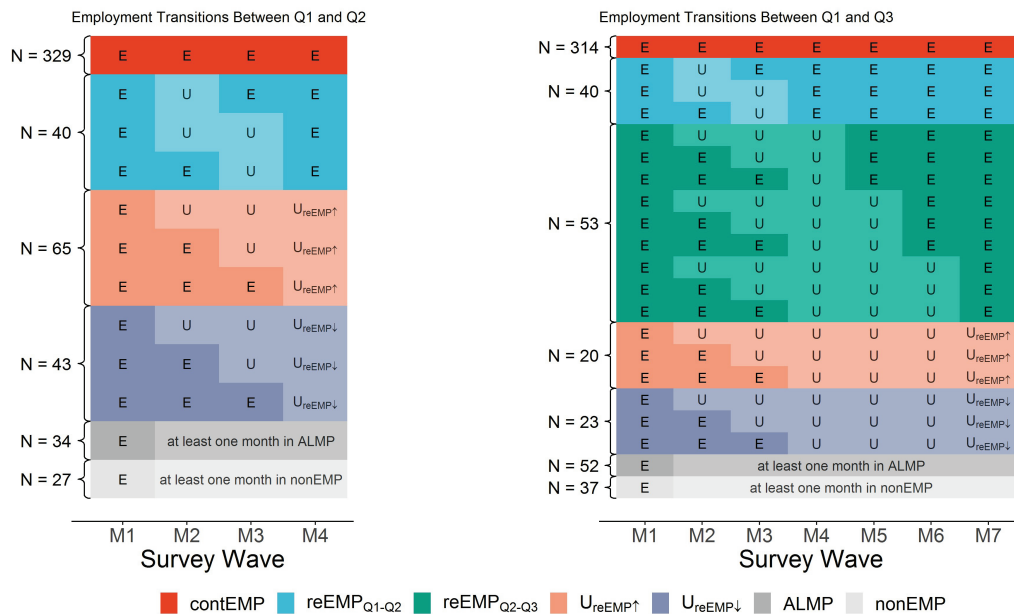 Employment Transitions Between Q1 and Q2
N = 329
E E E E
E U E E
N = 40
E U U E
E E U E
E U U UreEMP↑
N = 65
E E U UreEMP↑
E E E UreEMP↑
E U U UreEMP↓
N = 43
E E U UreEMP↓
E E E UreEMP↓
N = 34
E at least one month in ALMP
N = 27
E at least one month in nonEMP
M1 M2 M3 M4
Survey Wave
Employment Transitions Between Q1 and Q3
N = 314
E E E E E E E
E U E E E E E
N = 40
E U U E E E E
E E U E E E E
E U U U E E E
E E U U E E E
E E E U E E E
E U U U U E E
N = 53
E E U U U E E
E E E U U E E
E U U U U U E
E E U U U U E
E E E U U U E
E U U U U U UreEMP↑
N = 20
E E U U U U UreEMP↑
E E E U U U UreEMP↑
E U U U U U UreEMP↓
N = 23
E E U U U U UreEMP↓
E E E U U U UreEMP↓
N = 52
E at least one month in ALMP
N = 37
E at least one month in nonEMP
M1 M2 M3 M4 M5 M6 M7
Survey Wave
contEMP reEMPQ1-Q2 reEMPQ2-Q3 UreEMP↑ UreEMP↓ ALMP nonEMP